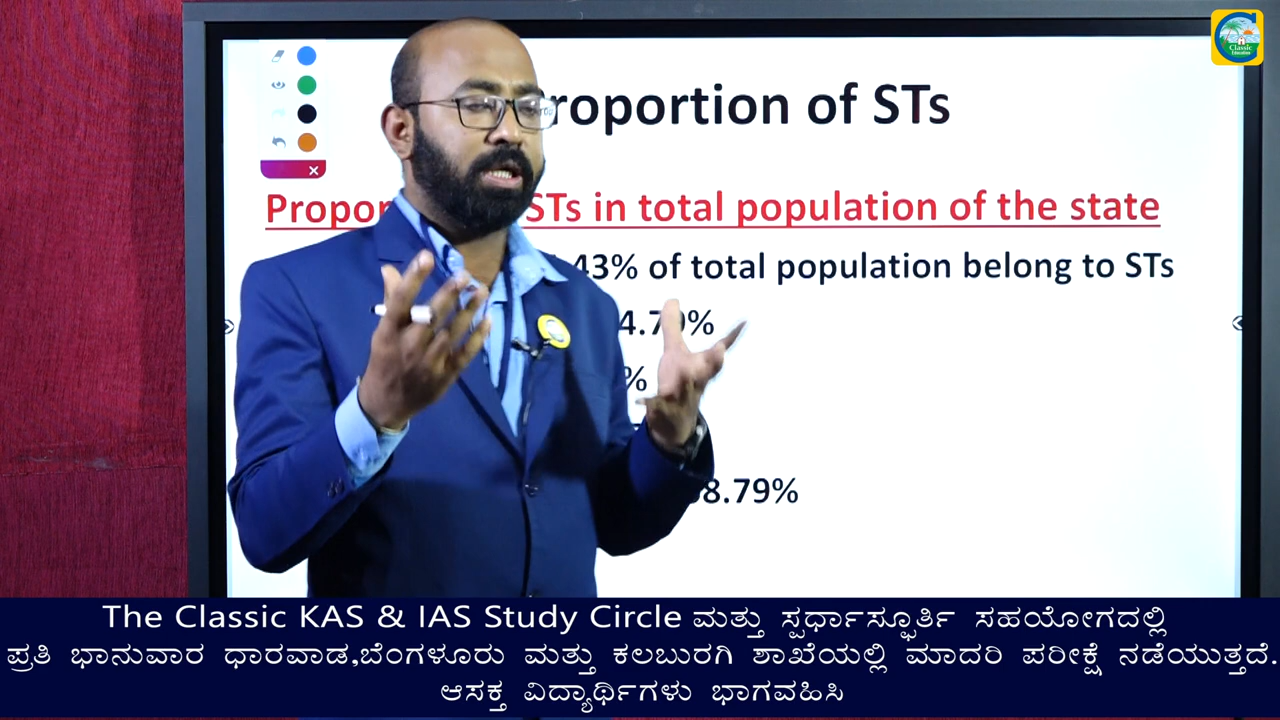 Classic
Education
Proportion of STs
STs in total population of the state
43% of total population belong to STs
%
8.79%
The Classic KAS & IAS Study Circle ಮತ್ತು ಸ್ಪರ್ಧಾಸ್ಫೂರ್ತಿ ಸಹಯೋಗದಲ್ಲಿ
ಪ್ರತಿ ಭಾನುವಾರ ಧಾರವಾಡ,ಬೆಂಗಳೂರು ಮತ್ತು ಕಲಬುರಗಿ ಶಾಖೆಯಲ್ಲಿ ಮಾದರಿ ಪರೀಕ್ಷೆ ನಡೆಯುತ್ತದೆ.
ಆಸಕ್ತ ವಿದ್ಯಾರ್ಥಿಗಳು ಭಾಗವಹಿಸಿ